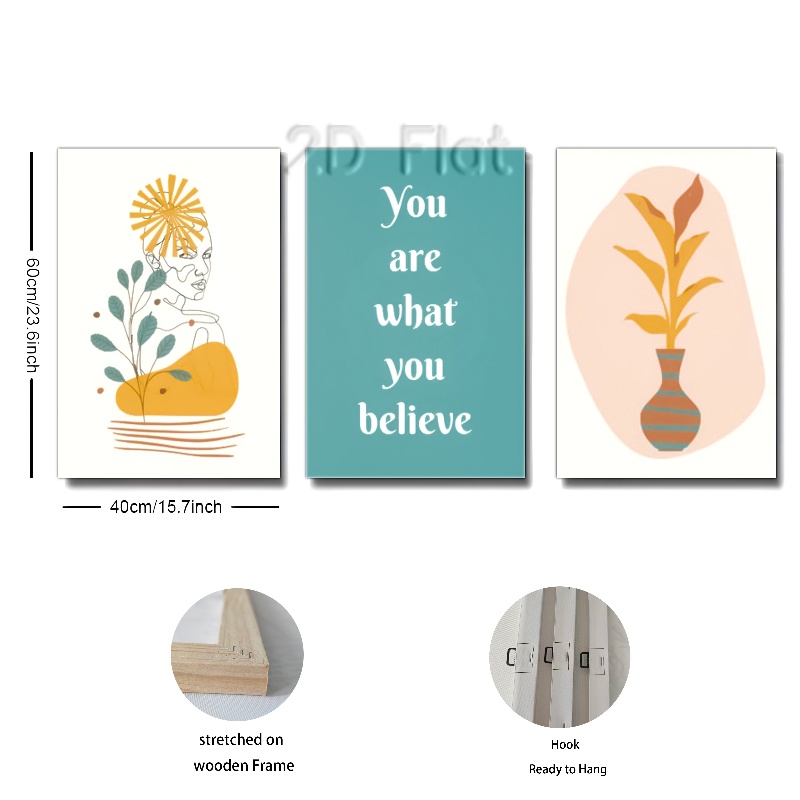 2D Flat
60cm/23.6inch
You
are
what
you
believe
40cm/15.7inch
stretched on
wooden Frame
Hook
Ready to Hang